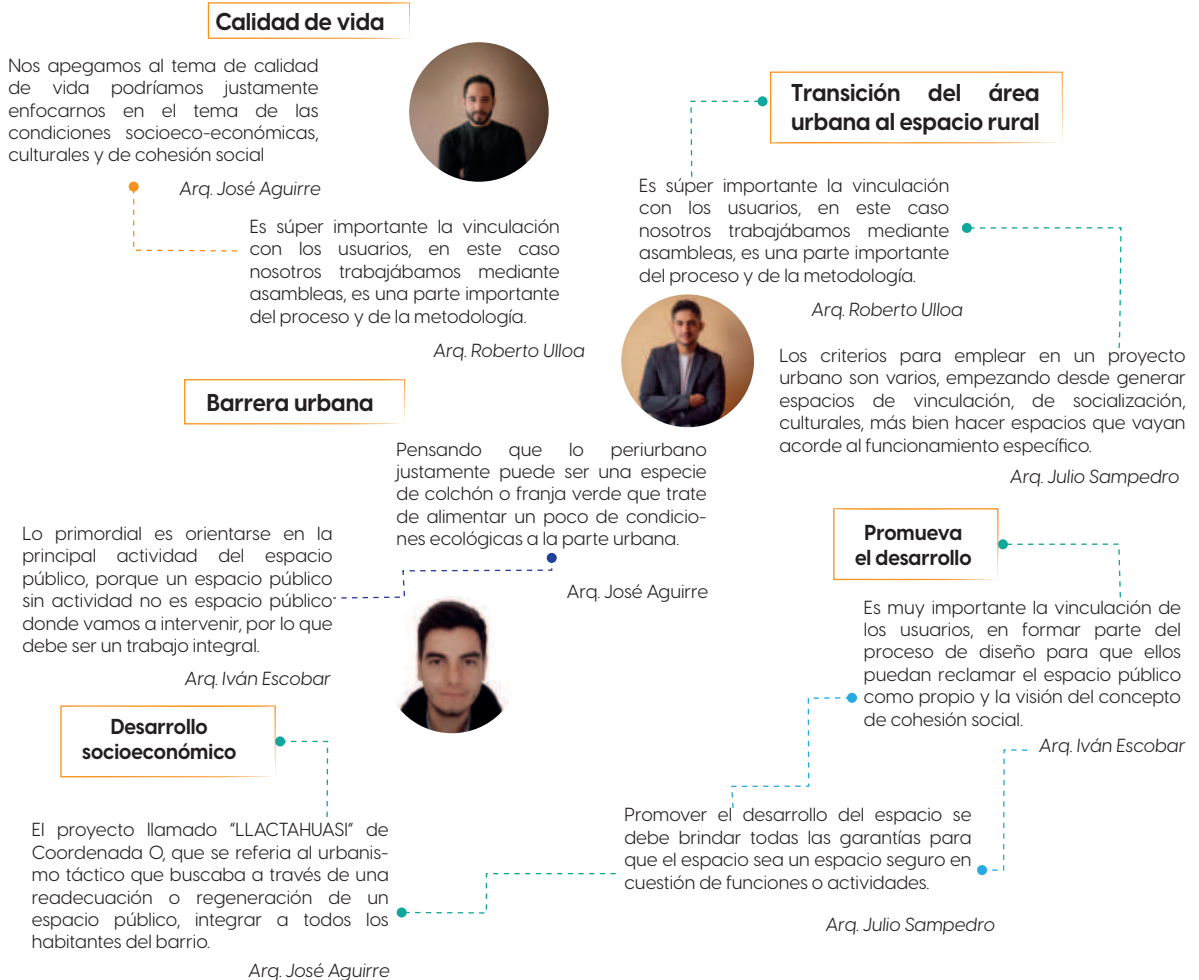 Calidad de vida
Nos apegamos al tema de calidad
de vida podríamos justamente
enfocarnos en el tema de las
condiciones socioeco-económicas,
culturales y de cohesión social
Arq. José Aguirre
Es súper importante la vinculación
con los usuarios, en este caso
nosotros trabajábamos mediante
asambleas, es una parte importante
del proceso y de la metodología.
Arq. Roberto Ulloa
Transición del área
urbana al espacio rural
Es súper importante la vinculación
con los usuarios, en este caso
nosotros trabajábamos mediante
asambleas, es una parte importante
del proceso y de la metodología.
Arq. Roberto Ulloa
Los criterios para emplear en un proyecto
urbano son varios, empezando desde generar
espacios de vinculación, de socialización,
culturales, más bien hacer espacios que vayan
acorde al funcionamiento específico.
Arq. Julio Sampedro
Barrera urbana
Pensando que lo periurbano
justamente puede ser una especie
de colchón o franja verde que trate
de alimentar un poco de condicio-
nes ecológicas a la parte urbana.
Arq. José Aguirre
Lo primordial es orientarse en la
principal actividad del espacio
público, porque un espacio público
sin actividad no es espacio público
donde vamos a intervenir, por lo que
debe ser un trabajo integral.
Arq. Iván Escobar
Promueva
el desarrollo
Es muy importante la vinculación de
los usuarios, en formar parte del
proceso de diseño para que ellos
puedan reclamar el espacio público
como propio y la visión del concepto
de cohesión social.
Arq. Iván Escobar
Promover el desarrollo del espacio se
debe brindar todas las garantías para
que el espacio sea un espacio seguro en
cuestión de funciones o actividades.
Arq. Julio Sampedro
Desarrollo
socioeconómico
El proyecto llamado "LLACTAHUASI" de
Coordenada O, que se referia al urbanis-
mo táctico que buscaba a través de una
readecuación o regeneración de un
espacio público, integrar a todos los
habitantes del barrio.
Arq. José Aguirre